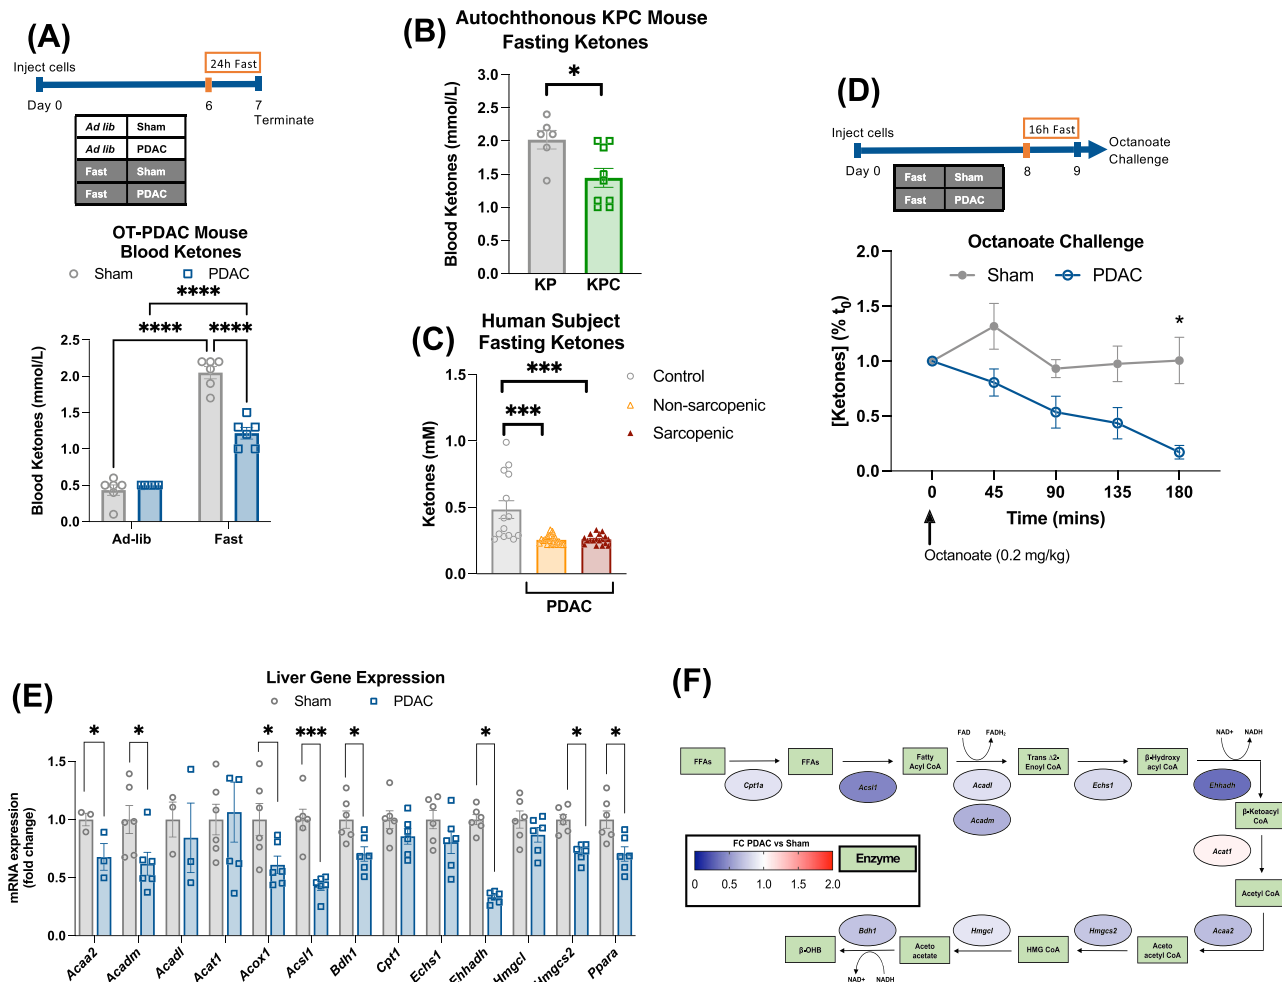 (A)
24h Fast
Inject cells
Day 0
6
7
Terminate
Ad lib
Sham
Ad lib
PDAC
Fast
Sham
Fast
PDAC
OT-PDAC Mouse
Blood Ketones
Sham
PDAC
****
****
****
Blood Ketones (mmol/L)
2.5
2.0
1.5
1.0
0.5
0.0
Ad-lib
Fast
(B)
Autochthonous KPC Mouse
Fasting Ketones
*
Blood Ketones (mmol/L)
3.0
2.5
2.0
1.5
1.0
0.5
0.0
KP
KPC
(C)
Human Subject
Fasting Ketones
***
***
Control
Non-sarcopenic
Sarcopenic
Ketones (mM)
1.5
1.0
0.5
0.0
PDAC
(D)
Inject cells
16h Fast
Octanoate
Challenge
Day 0
8
9
Fast
Sham
Fast
PDAC
Octanoate Challenge
Sham
PDAC
*
[Ketones] (% t0)
2.0
1.5
1.0
0.5
0.0
0
45
90
135
180
Time (mins)
Octanoate (0.2 mg/kg)
(E)
Liver Gene Expression
Sham
PDAC
*
*
*
***
*
*
*
*
mRNA expression
(fold change)
1.5
1.0
0.5
0.0
Acaa2
Acadm
Acadl
Acat1
Acox1
Acsl1
Bdh1
Cpt1
Echs1
Ehhadh
Hmgcl
Hmgcs2
Ppara
(F)
FAD
FADH2
NAD+
NADH
FFAs
FFAs
Fatty
Acyl CoA
Trans Δ2-
Enoyl CoA
β-Hydroxy
acyl CoA
Cpt1a
Acsl1
Acadl
Echs1
Ehhadh
Acadm
β-Ketoacyl
CoA
FC PDAC vs Sham
0
0.5
1.0
1.5
2.0
Enzyme
Acat1
Acetyl CoA
Bdh1
Hmgcl
Hmgcs2
Acaa2
β-OHB
Aceto
acetate
HMG CoA
Aceto
acetyl CoA
NAD+
NADH